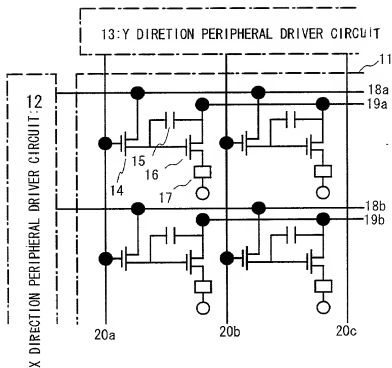 13:Y DIRETION PERIPHERAL DRIVER CIRCUIT
11
X DIRECTION PERIPHERAL DRIVER CIRCUIT:12
18a
19a
14
15
16
17
18b
19b
20a
20b
20c